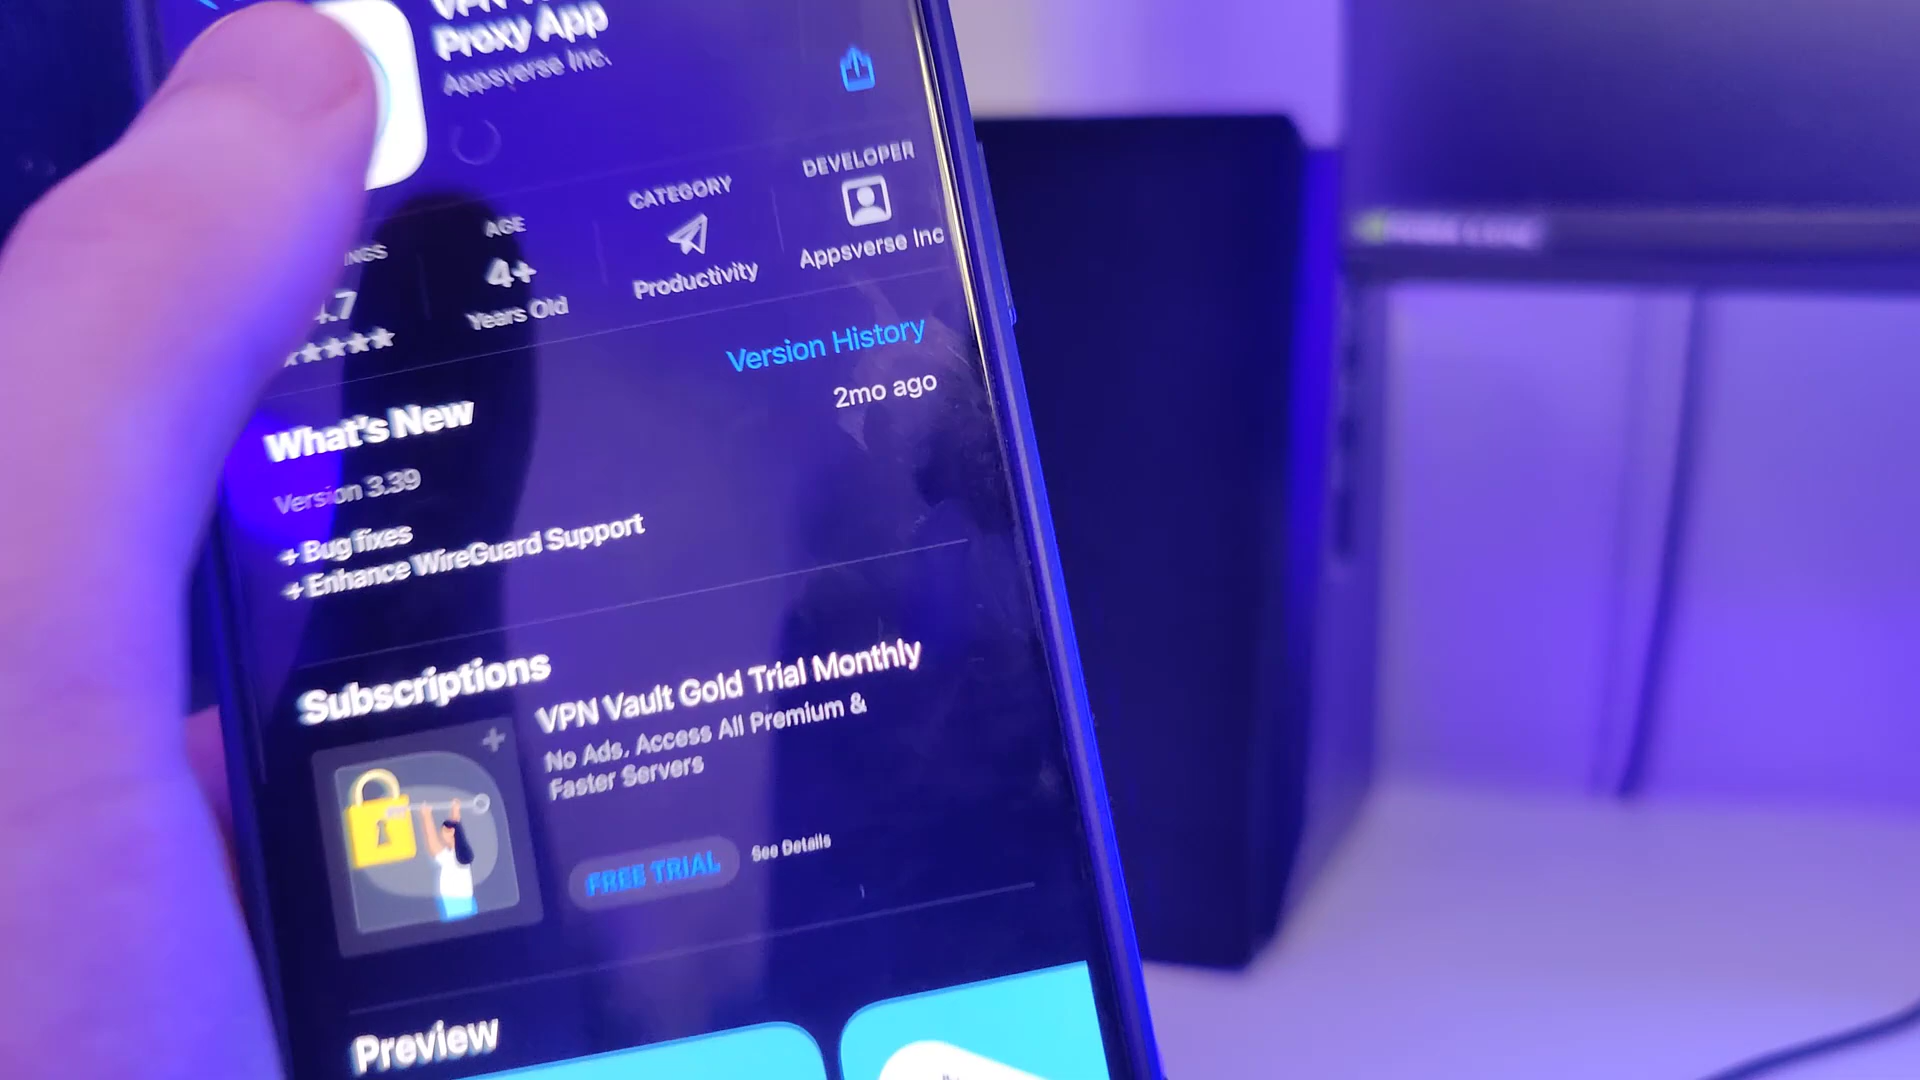 VPN
Proxy App
Appsverse Inc.
INGS
4.7
AGE
4+
Years Old
CATEGORY
Productivity
DEVELOPER
Appsverse Inc
What's New
Version History
Version 3.39
2mo ago
+ Bug fixes
+ Enhance WireGuard Support
Subscriptions
VPN Vault Gold Trial Monthly
No Ads. Access All Premium &
Faster Servers
FREE TRIAL
See Details
Preview